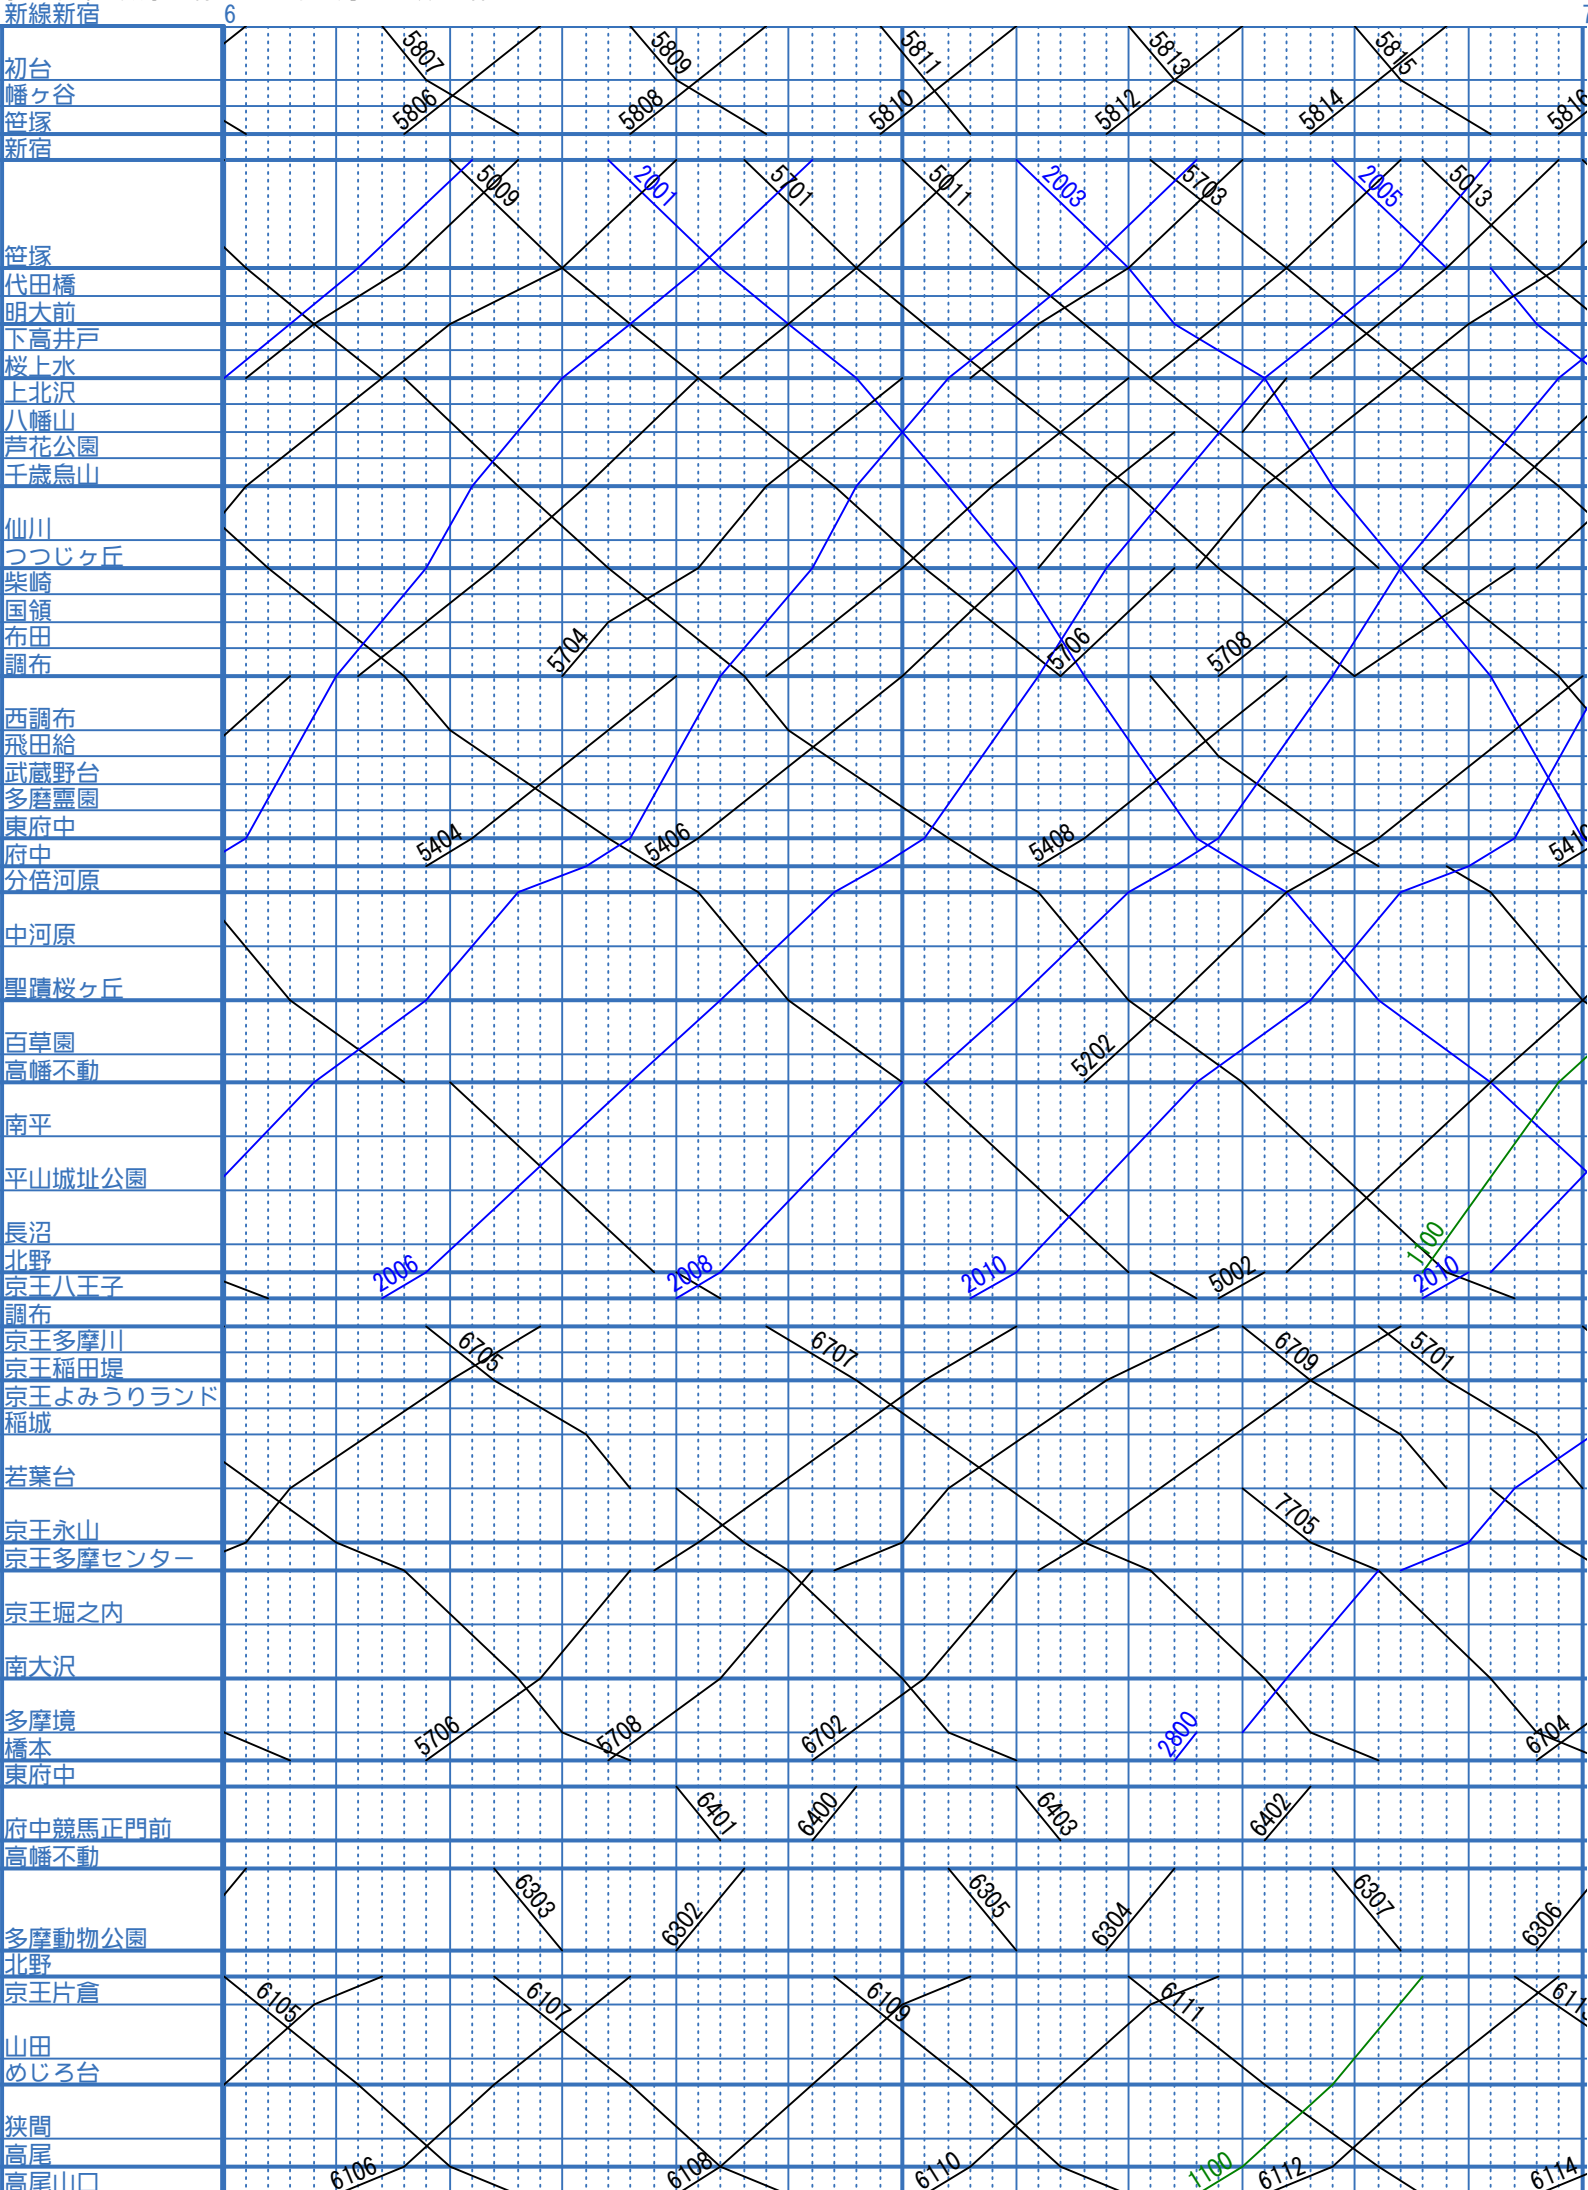 新線新宿 6 7
初台 5807 5809 5811 5813 5815
幡ヶ谷
笹塚 5806 5808 5810 5812 5814 5816
新宿
5009 2001 5701 5011 2003 5703 2005 5013
笹塚
代田橋
明大前
下高井戸
桜上水
上北沢
八幡山
芦花公園
千歳烏山
仙川
つつじヶ丘
柴崎
国領
布田
調布 5704 5706 5708
西調布
飛田給
武蔵野台
多磨霊園
東府中
府中 5404 5406 5408 5410
分倍河原
中河原
聖蹟桜ヶ丘
百草園
高幡不動 5202
南平
平山城址公園
長沼
北野 1100
京王八王子 2006 2008 2010 5002 2010
調布
京王多摩川 6705 6707 6709 5701
京王稲田堤
京王よみうりランド
稲城
若葉台
京王永山 7705
京王多摩センター
京王堀之内
南大沢
多摩境
橋本 5706 5708 6702 2800 6704
東府中
府中競馬正門前 6401 6400 6403 6402
高幡不動
多摩動物公園 6303 6302 6305 6304 6307 6306
北野
京王片倉 6105 6107 6109 6111
山田
めじろ台
狭間
高尾
高尾山口 6106 6108 6110 1100 6112 6114